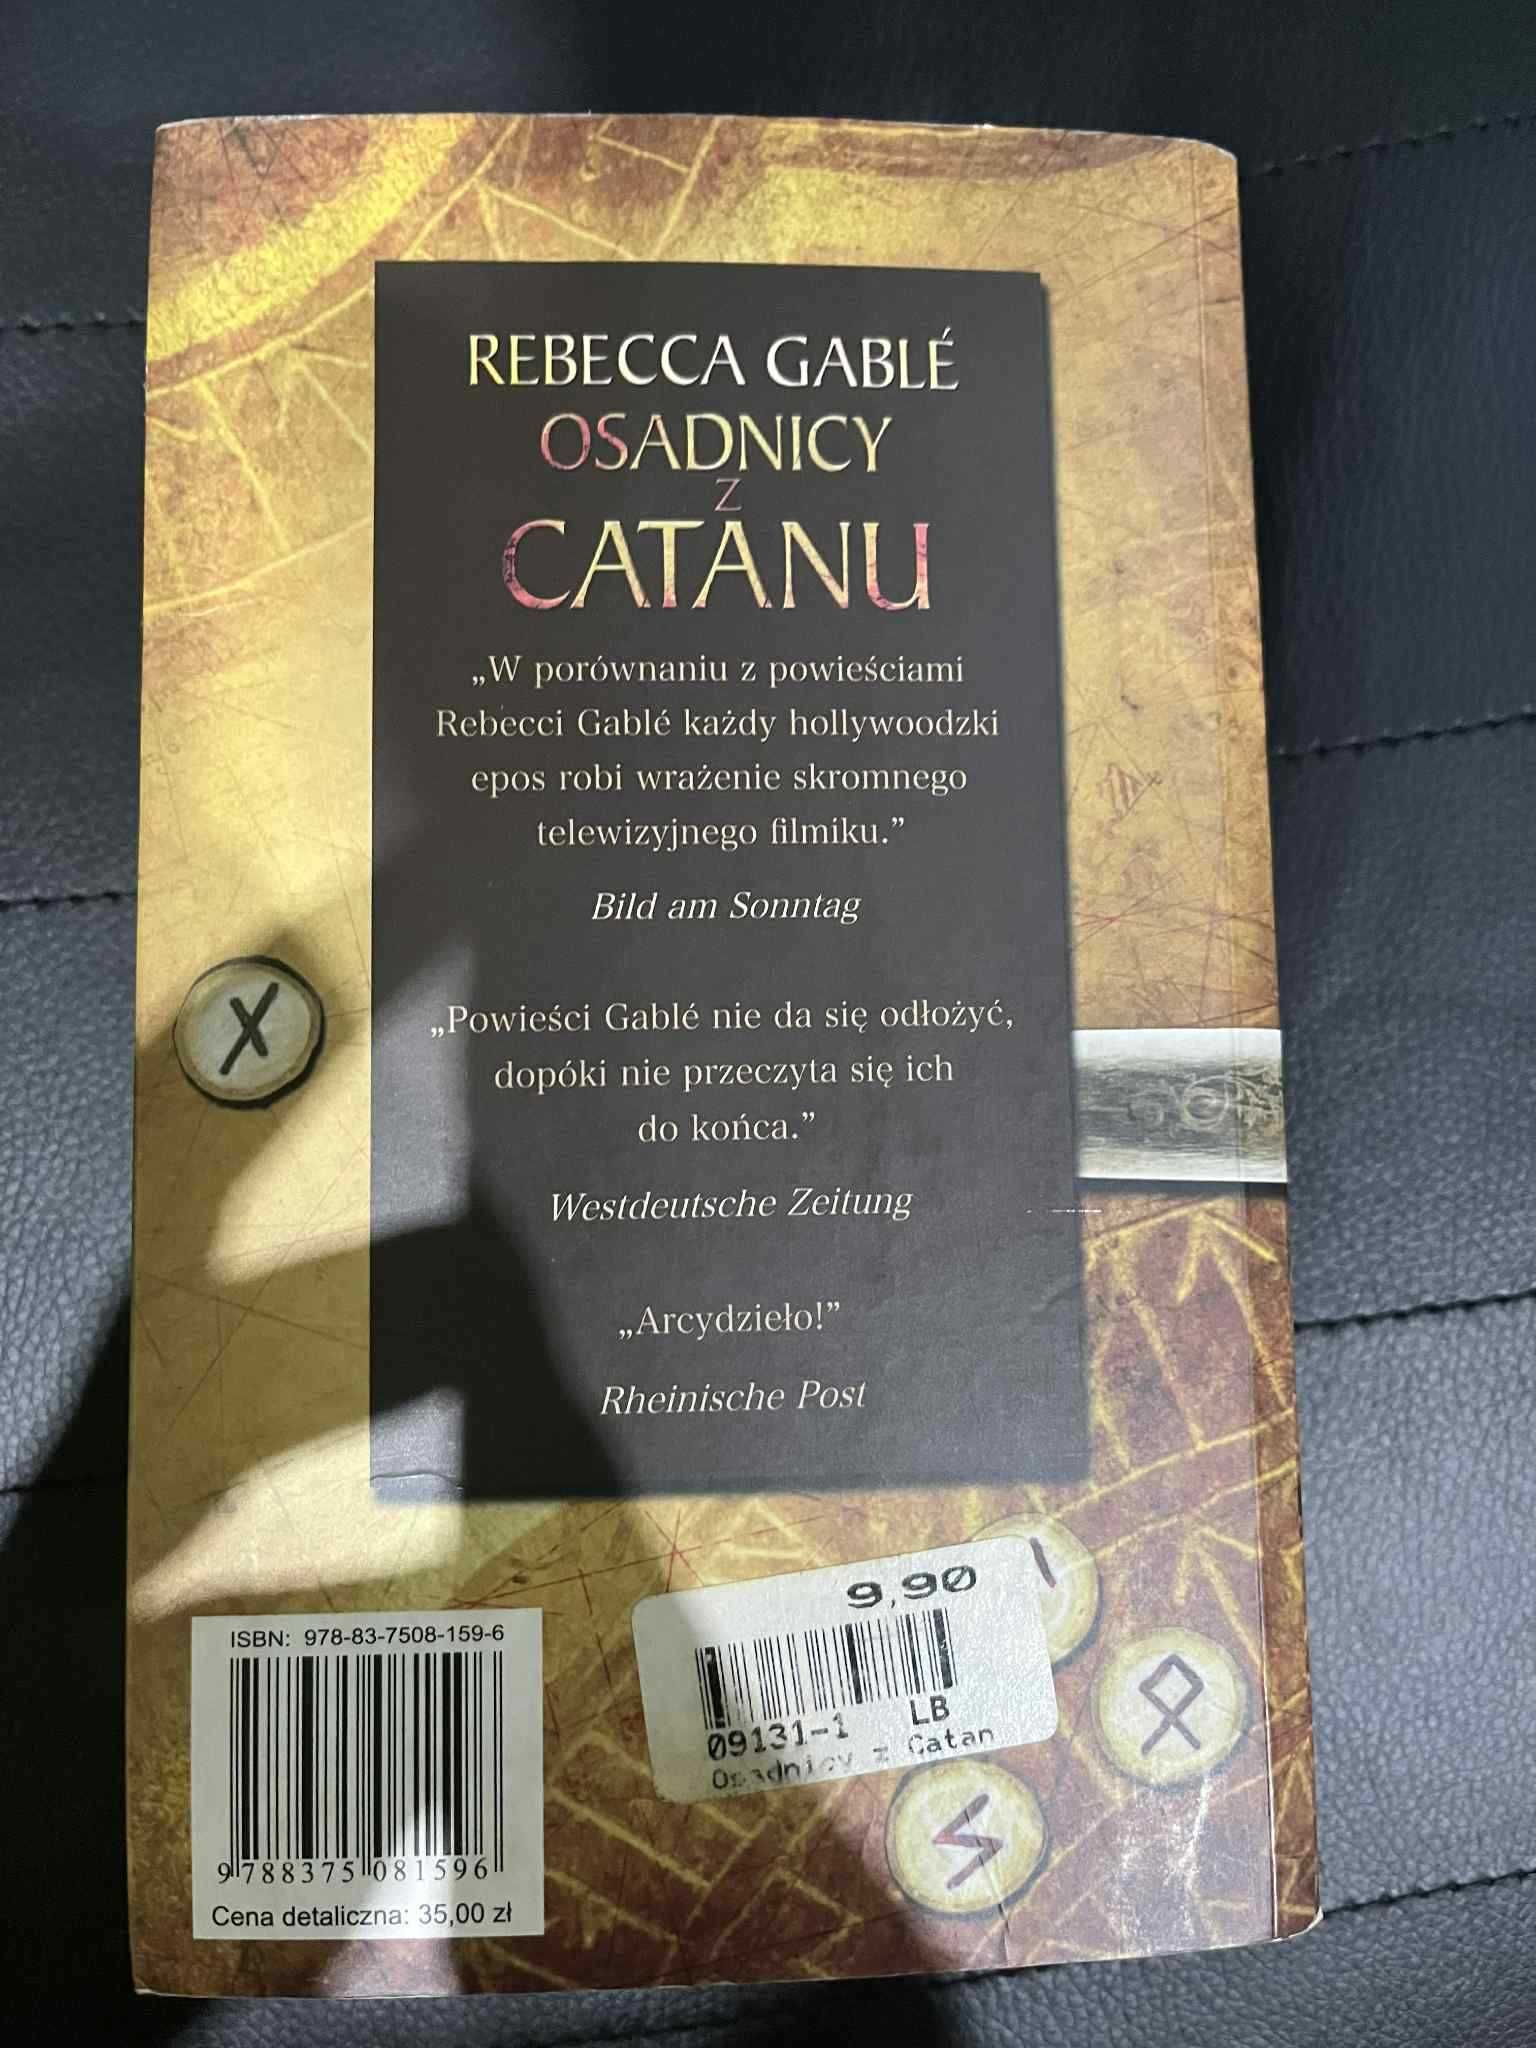 REBECCA GABLÉ
OSADNICY
Z
CATANU
„W porównaniu z powieściami
Rebecci Gablé każdy hollywoodzki
epos robi wrażenie skromnego
telewizyjnego filmiku.”
Bild am Sonntag
„Powieści Gablé nie da się odłożyć,
dopóki nie przeczyta się ich
do końca.”
Westdeutsche Zeitung
„Arcydzieło!”
Rheinische Post
9,90
09131-1 LB
Osadnicy z Catan
ISBN: 978-83-7508-159-6
9 788375 081596
Cena detaliczna: 35,00 zł